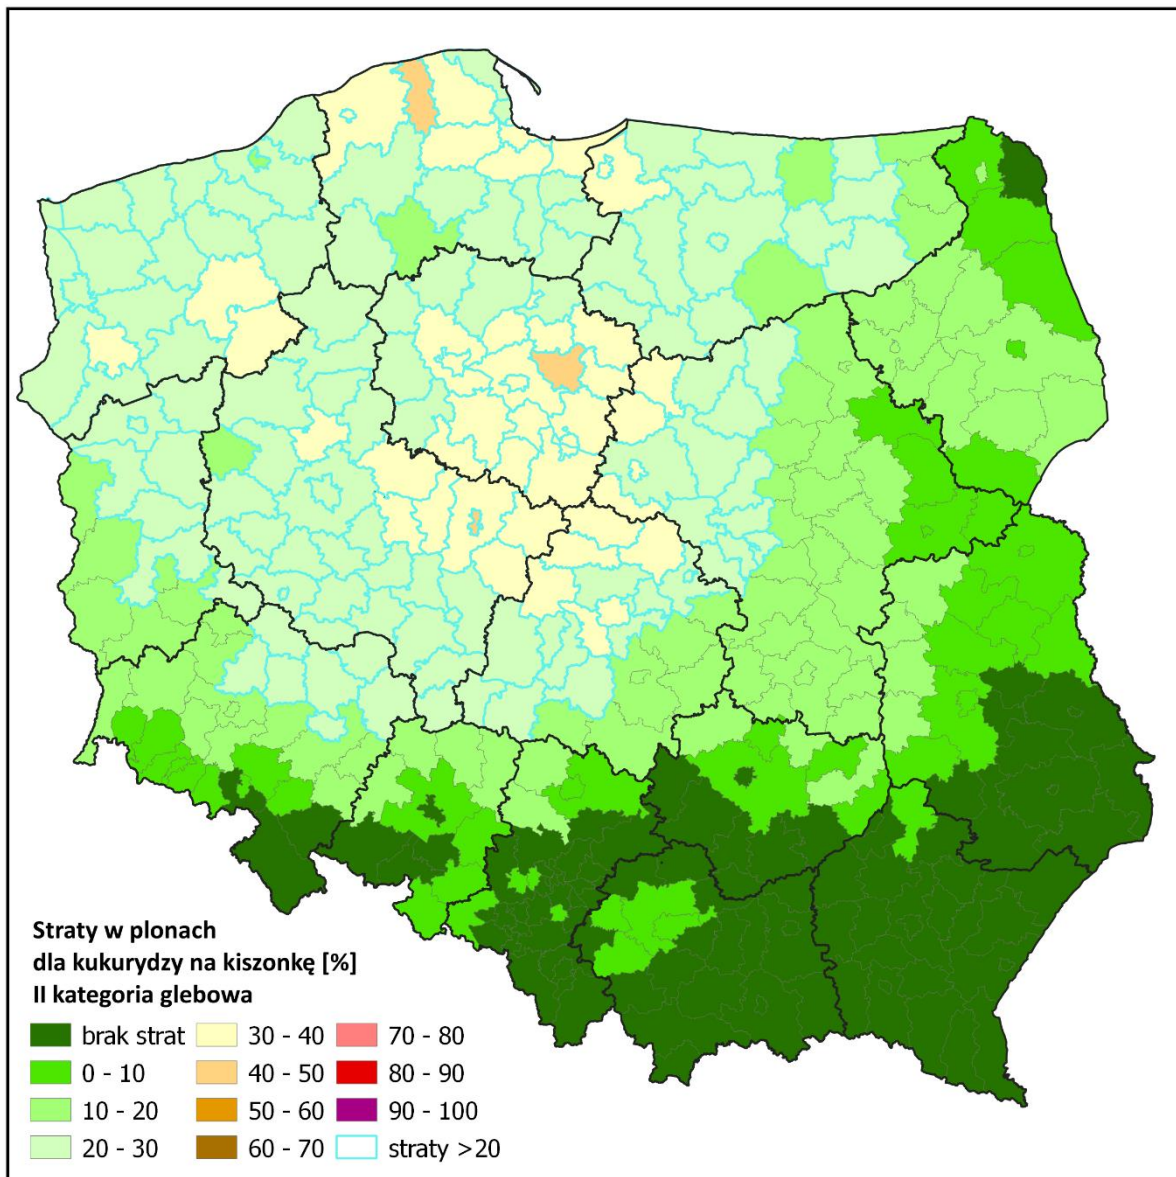 Straty w plonach
dla kukurydzy na kiszonkę [%]
II kategoria glebowa
brak strat
0 - 10
10 - 20
20 - 30
30 - 40
40 - 50
50 - 60
60 - 70
70 - 80
80 - 90
90 - 100
straty >20